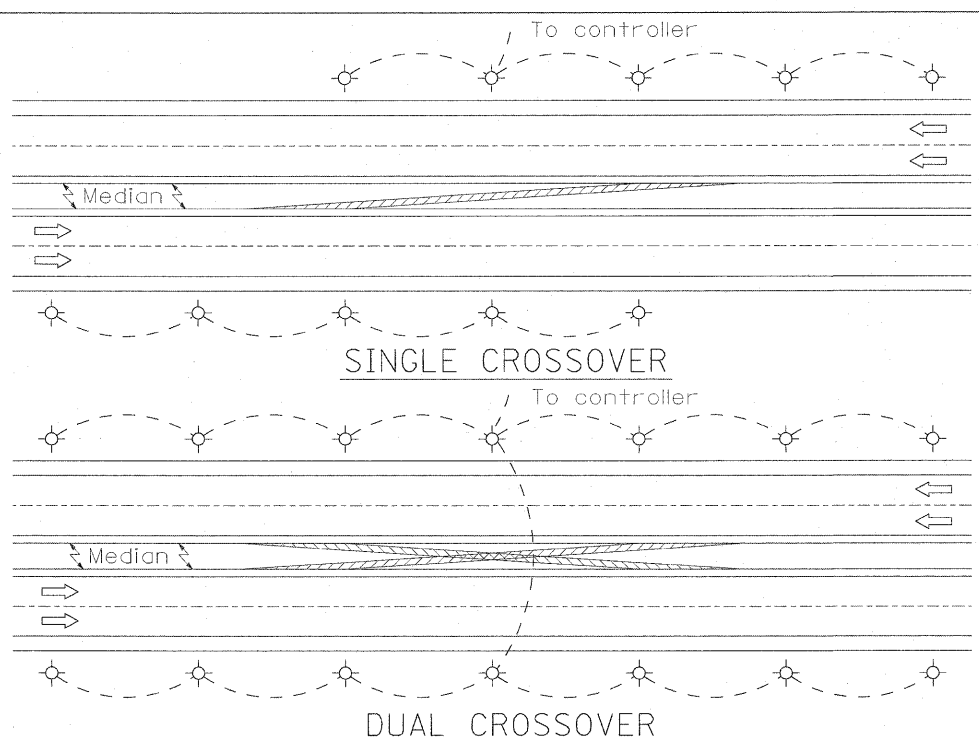 To controller
Median
SINGLE CROSSOVER
To controller
Median
DUAL CROSSOVER